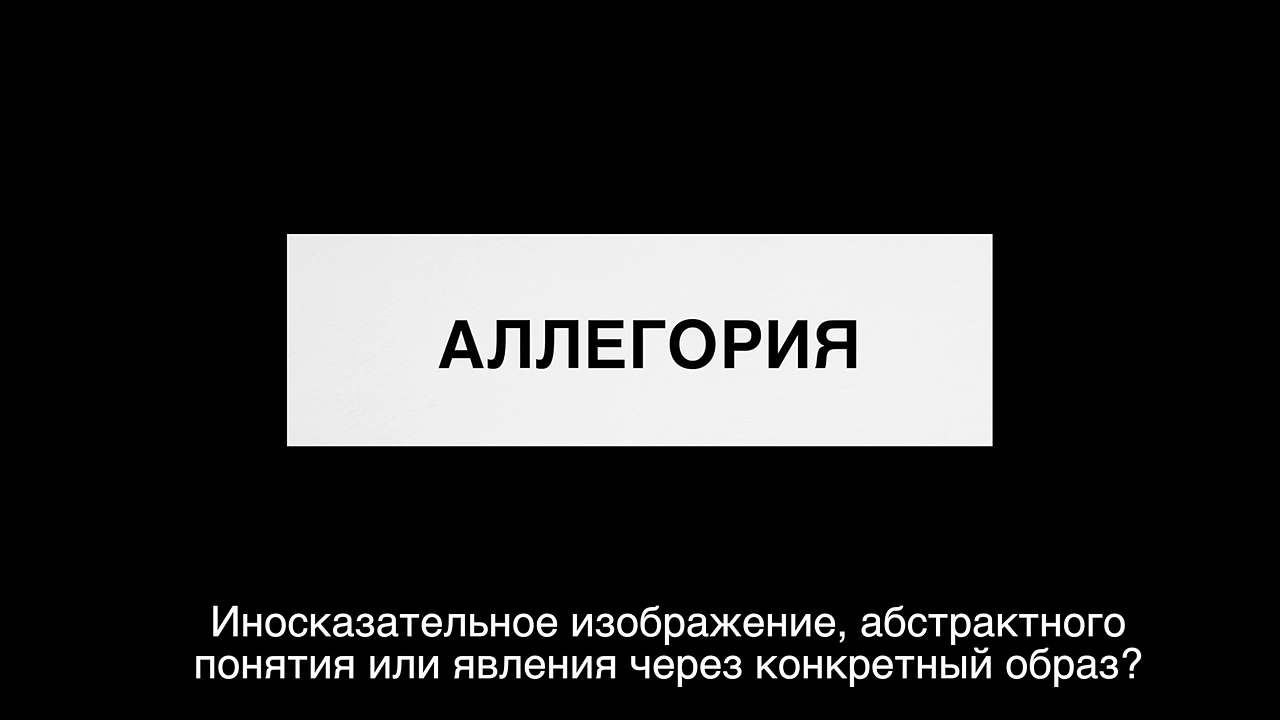 АЛЛЕГОРИЯ
Иносказательное изображение, абстрактного
понятия или явления через конкретный образ?